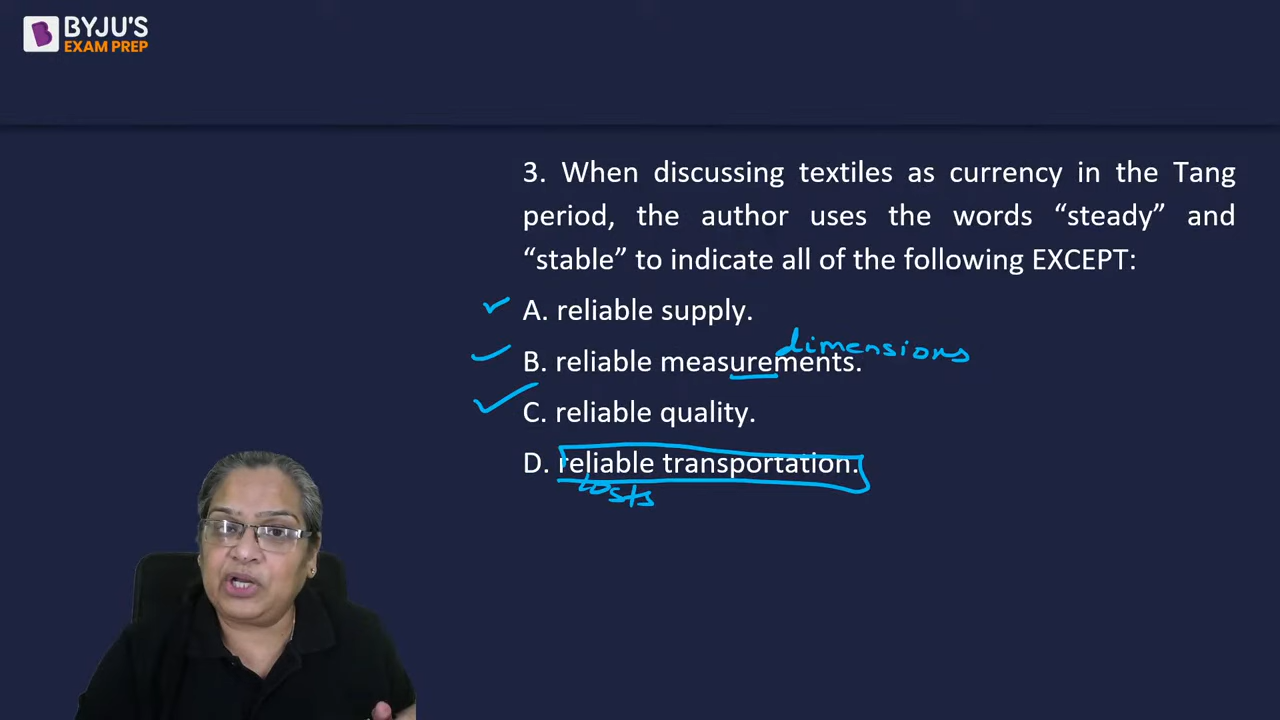 BYJU'S
EXAM PREP
3. When discussing textiles as currency in the Tang
period, the author uses the words “steady” and
“stable” to indicate all of the following EXCEPT:
A. reliable supply.
dimensions
B. reliable measurements.
C. reliable quality.
D. reliable transportation.
costs